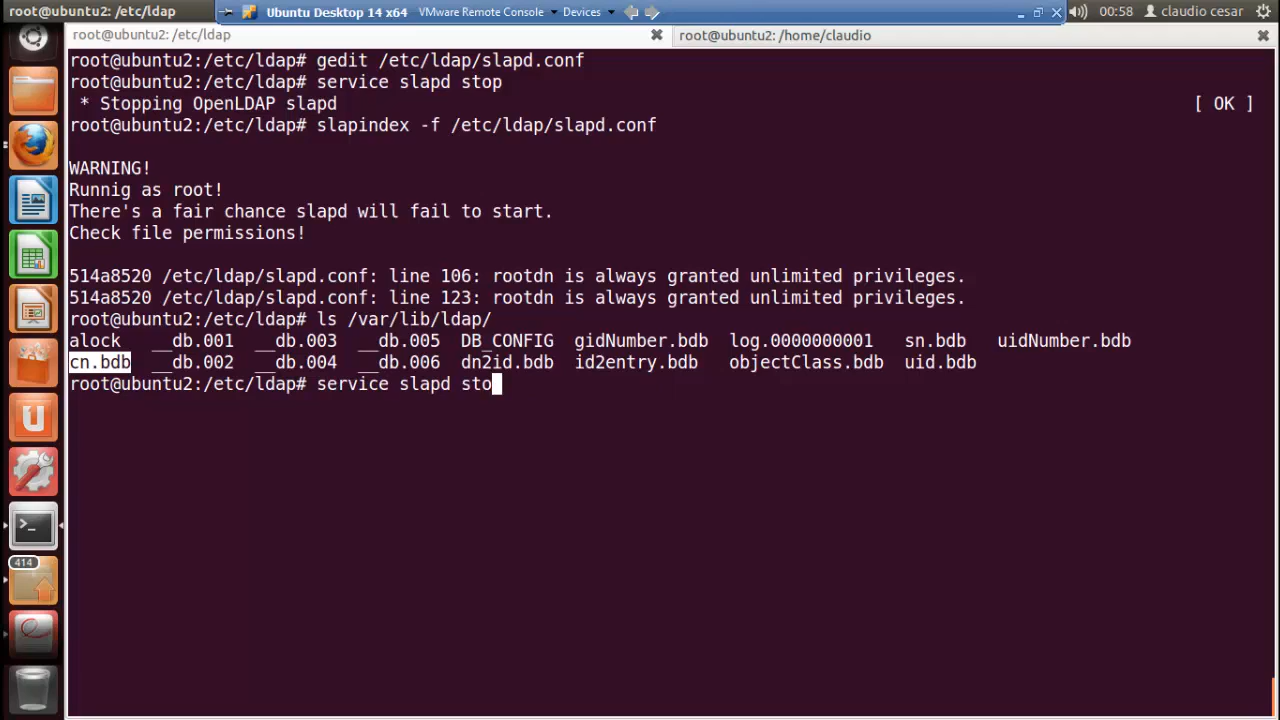 root@ubuntu2: /etc/ldap
Ubuntu Desktop 14 x64 VMware Remote Console Devices
00:58 claudio cesar
root@ubuntu2: /etc/ldap
root@ubuntu2: /home/claudio
root@ubuntu2:/etc/ldap# gedit /etc/ldap/slapd.conf
root@ubuntu2:/etc/ldap# service slapd stop
* Stopping OpenLDAP slapd [ OK ]
root@ubuntu2:/etc/ldap# slapindex -f /etc/ldap/slapd.conf
WARNING!
Runnig as root!
There's a fair chance slapd will fail to start.
Check file permissions!
514a8520 /etc/ldap/slapd.conf: line 106: rootdn is always granted unlimited privileges.
514a8520 /etc/ldap/slapd.conf: line 123: rootdn is always granted unlimited privileges.
root@ubuntu2:/etc/ldap# ls /var/lib/ldap/
alock __db.001 __db.003 __db.005 DB_CONFIG gidNumber.bdb log.0000000001 sn.bdb uidNumber.bdb
cn.bdb __db.002 __db.004 __db.006 dn2id.bdb id2entry.bdb objectClass.bdb uid.bdb
root@ubuntu2:/etc/ldap# service slapd sto
414